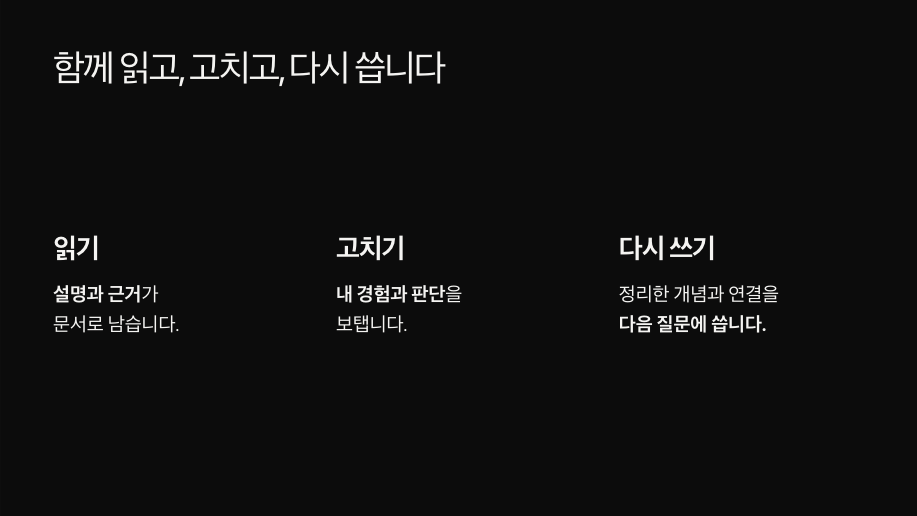 함께 읽고, 고치고, 다시 씁니다
읽기
설명과 근거가
문서로 남습니다.
고치기
내 경험과 판단을
보탭니다.
다시 쓰기
정리한 개념과 연결을
다음 질문에 씁니다.